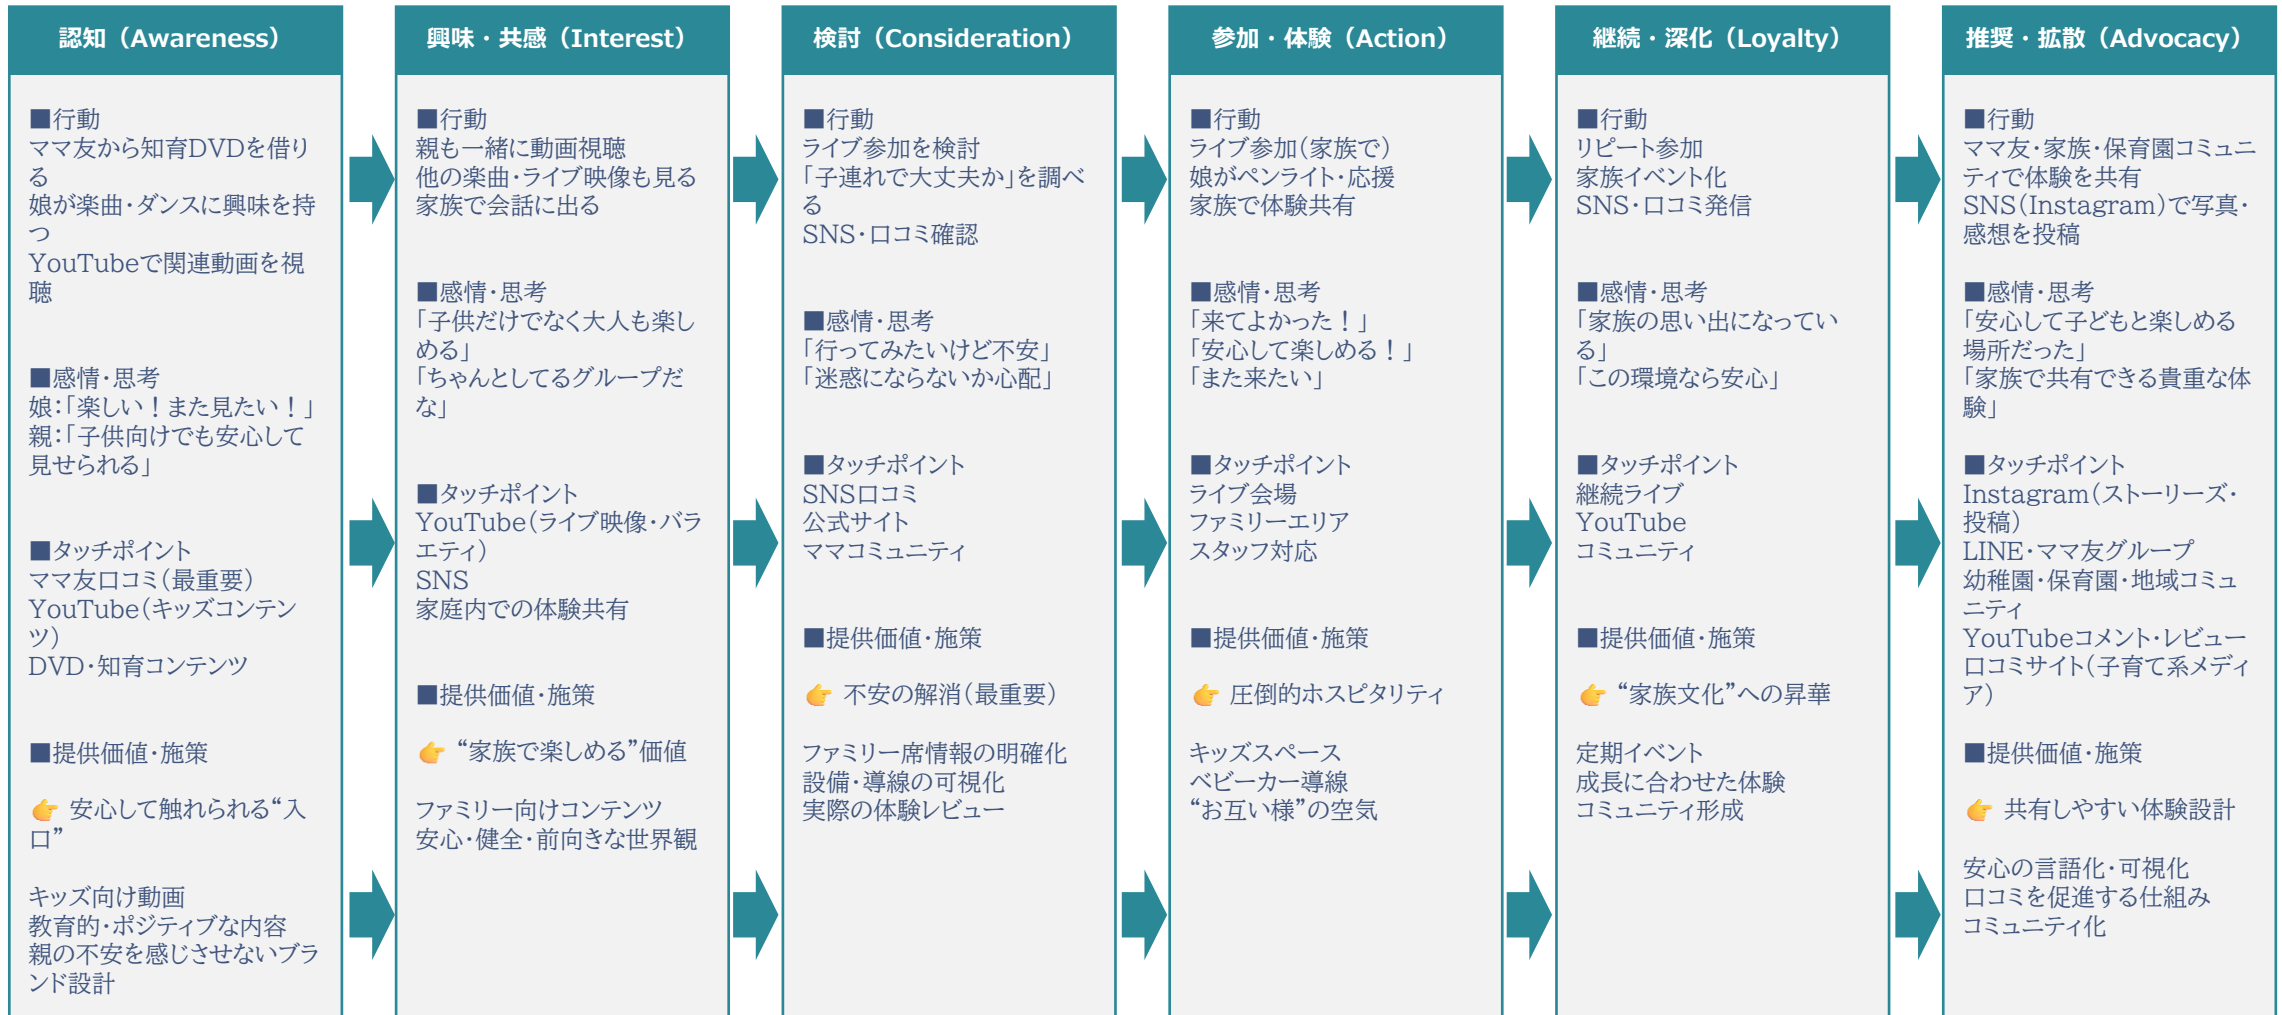 認知（Awareness）
■行動
ママ友から知育DVDを借り
る
娘が楽曲・ダンスに興味を持
つ
YouTubeで関連動画を視
聴
■感情・思考
娘：「楽しい！また見たい！」
親：「子供向けでも安心して
見せられる」
■タッチポイント
ママ友口コミ（最重要）
YouTube（キッズコンテン
ツ）
DVD・知育コンテンツ
■提供価値・施策
👉 安心して触れられる“入
口”
キッズ向け動画
教育的・ポジティブな内容
親の不安を感じさせないブラ
ンド設計
興味・共感（Interest）
■行動
親も一緒に動画視聴
他の楽曲・ライブ映像も見る
家族で会話に出る
■感情・思考
「子供だけでなく大人も楽し
める」
「ちゃんとしてるグループだ
な」
■タッチポイント
YouTube（ライブ映像・バラ
エティ）
SNS
家庭内での体験共有
■提供価値・施策
👉 “家族で楽しめる”価値
ファミリー向けコンテンツ
安心・健全・前向きな世界観
検討（Consideration）
■行動
ライブ参加を検討
「子連れで大丈夫か」を調べ
る
SNS・口コミ確認
■感情・思考
「行ってみたいけど不安」
「迷惑にならないか心配」
■タッチポイント
SNS口コミ
公式サイト
ママコミュニティ
■提供価値・施策
👉 不安の解消（最重要）
ファミリー席情報の明確化
設備・導線の可視化
実際の体験レビュー
参加・体験（Action）
■行動
ライブ参加（家族で）
娘がペンライト・応援
家族で体験共有
■感情・思考
「来てよかった！」
「安心して楽しめる！」
「また来たい」
■タッチポイント
ライブ会場
ファミリーエリア
スタッフ対応
■提供価値・施策
👉 圧倒的ホスピタリティ
キッズスペース
ベビーカー導線
“お互い様”の空気
継続・深化（Loyalty）
■行動
リピート参加
家族イベント化
SNS・口コミ発信
■感情・思考
「家族の思い出になってい
る」
「この環境なら安心」
■タッチポイント
継続ライブ
YouTube
コミュニティ
■提供価値・施策
👉 “家族文化”への昇華
定期イベント
成長に合わせた体験
コミュニティ形成
推奨・拡散（Advocacy）
■行動
ママ友・家族・保育園コミュニ
ティで体験を共有
SNS（Instagram）で写真・
感想を投稿
■感情・思考
「安心して子どもと楽しめる
場所だった」
「家族で共有できる貴重な体
験」
■タッチポイント
Instagram（ストーリーズ・
投稿）
LINE・ママ友グループ
幼稚園・保育園・地域コミュ
ニティ
YouTubeコメント・レビュー
口コミサイト（子育て系メディ
ア）
■提供価値・施策
👉 共有しやすい体験設計
安心の言語化・可視化
口コミを促進する仕組み
コミュニティ化